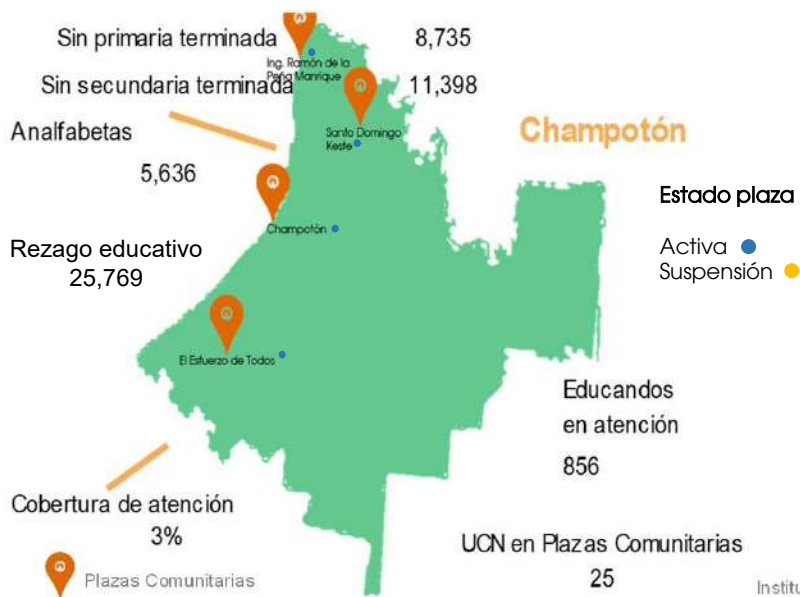 Sin primaria terminada 8,735
Ing. Ramón de la
Peña Manrique
Sin secundaria terminada 11,398
Analfabetas
5,636
Santo Domingo
Keste
Champotón
Estado plaza
Activa
Suspensión
Champotón
Rezago educativo
25,769
El Esfuerzo de Todos
Educandos
en atención
856
Cobertura de atención
3%
UCN en Plazas Comunitarias
25
Plazas Comunitarias
Institu